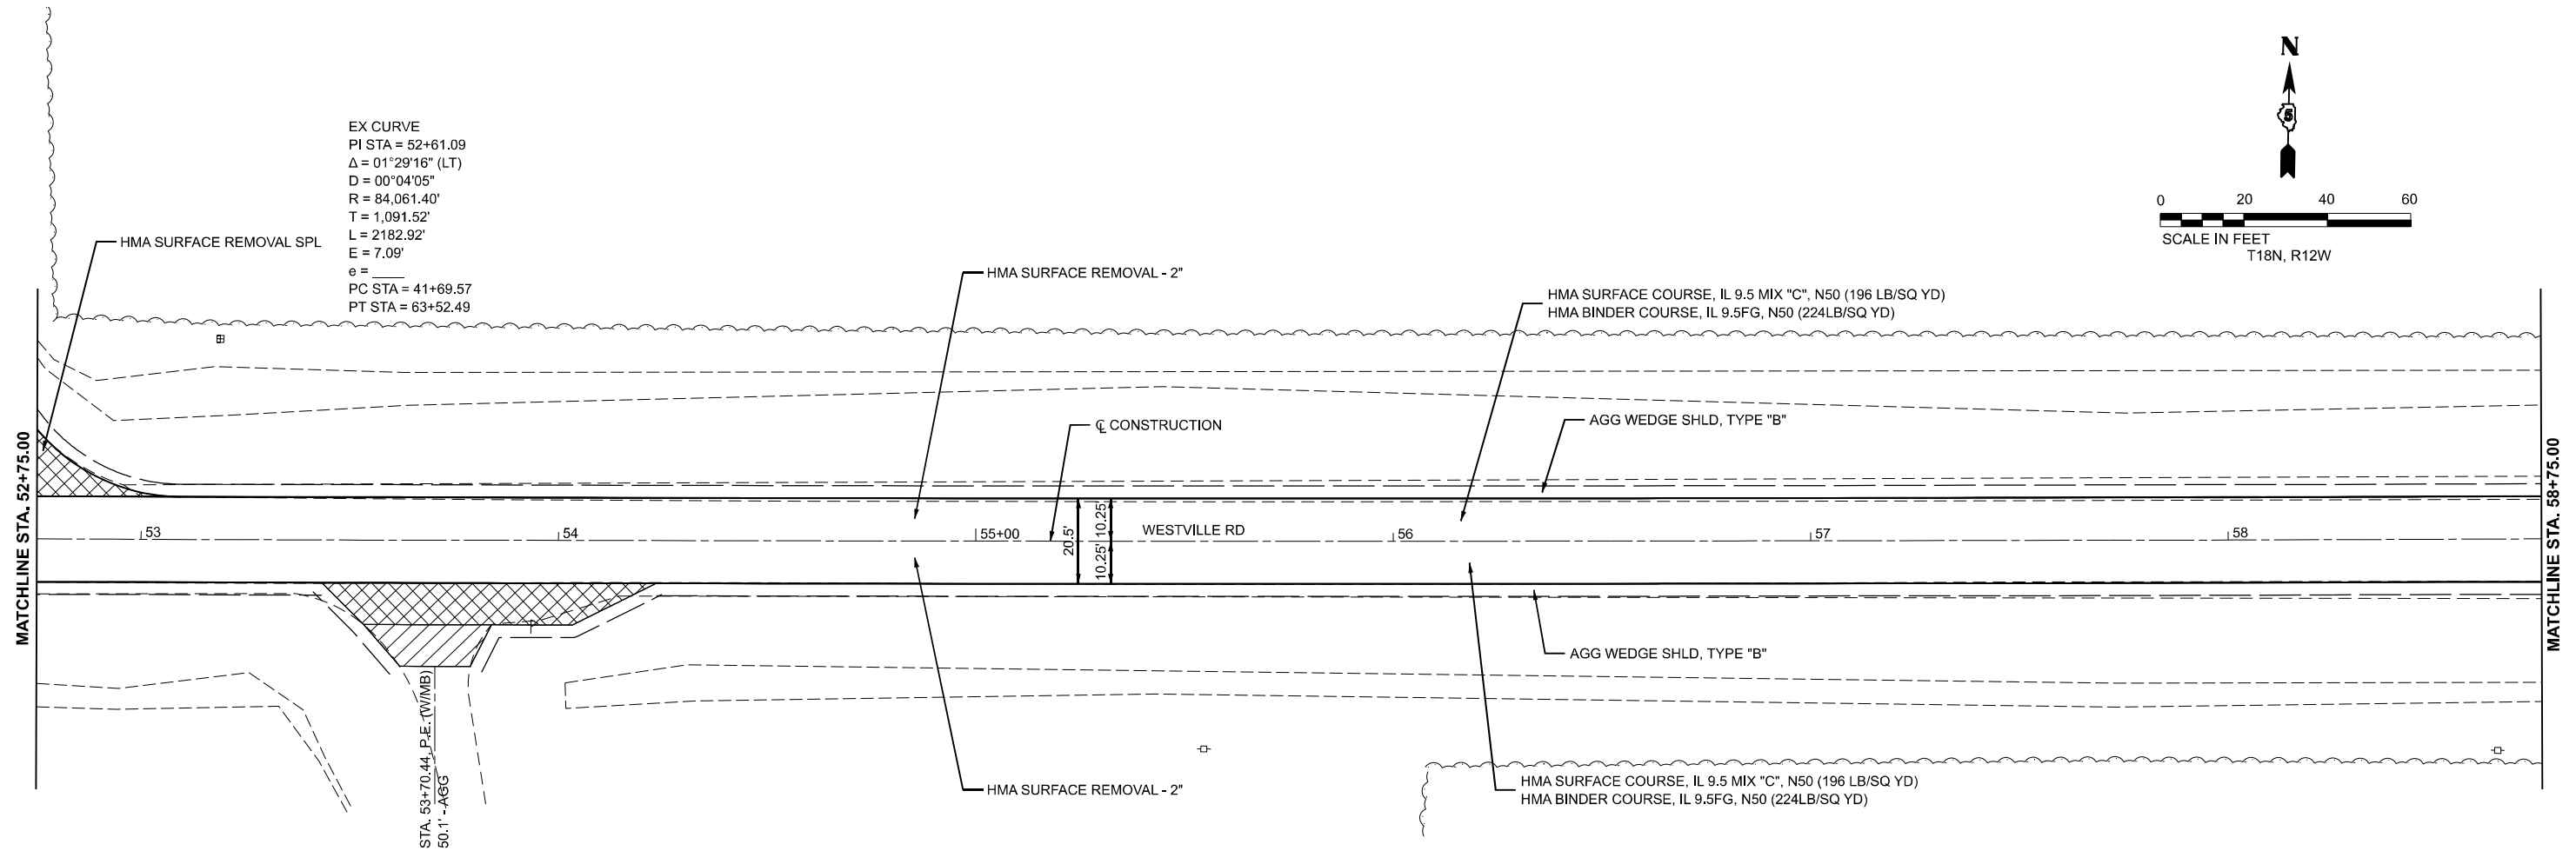 N
5
0 20 40 60
SCALE IN FEET
T18N, R12W
EX CURVE
PI STA = 52+61.09
Δ = 01°29'16" (LT)
D = 00°04'05"
R = 84,061.40'
T = 1,091.52'
L = 2182.92'
E = 7.09'
e = ____
PC STA = 41+69.57
PT STA = 63+52.49
HMA SURFACE REMOVAL SPL
HMA SURFACE REMOVAL - 2"
HMA SURFACE COURSE, IL 9.5 MIX "C", N50 (196 LB/SQ YD)
HMA BINDER COURSE, IL 9.5FG, N50 (224LB/SQ YD)
℄ CONSTRUCTION
AGG WEDGE SHLD, TYPE "B"
MATCHLINE STA. 52+75.00
MATCHLINE STA. 58+75.00
53
54
55+00
20.5'
10.25'
10.25'
WESTVILLE RD
56
57
58
AGG WEDGE SHLD, TYPE "B"
STA. 53+70.44, P.E. (W/MB)
50.1' - AGG
HMA SURFACE REMOVAL - 2"
HMA SURFACE COURSE, IL 9.5 MIX "C", N50 (196 LB/SQ YD)
HMA BINDER COURSE, IL 9.5FG, N50 (224LB/SQ YD)